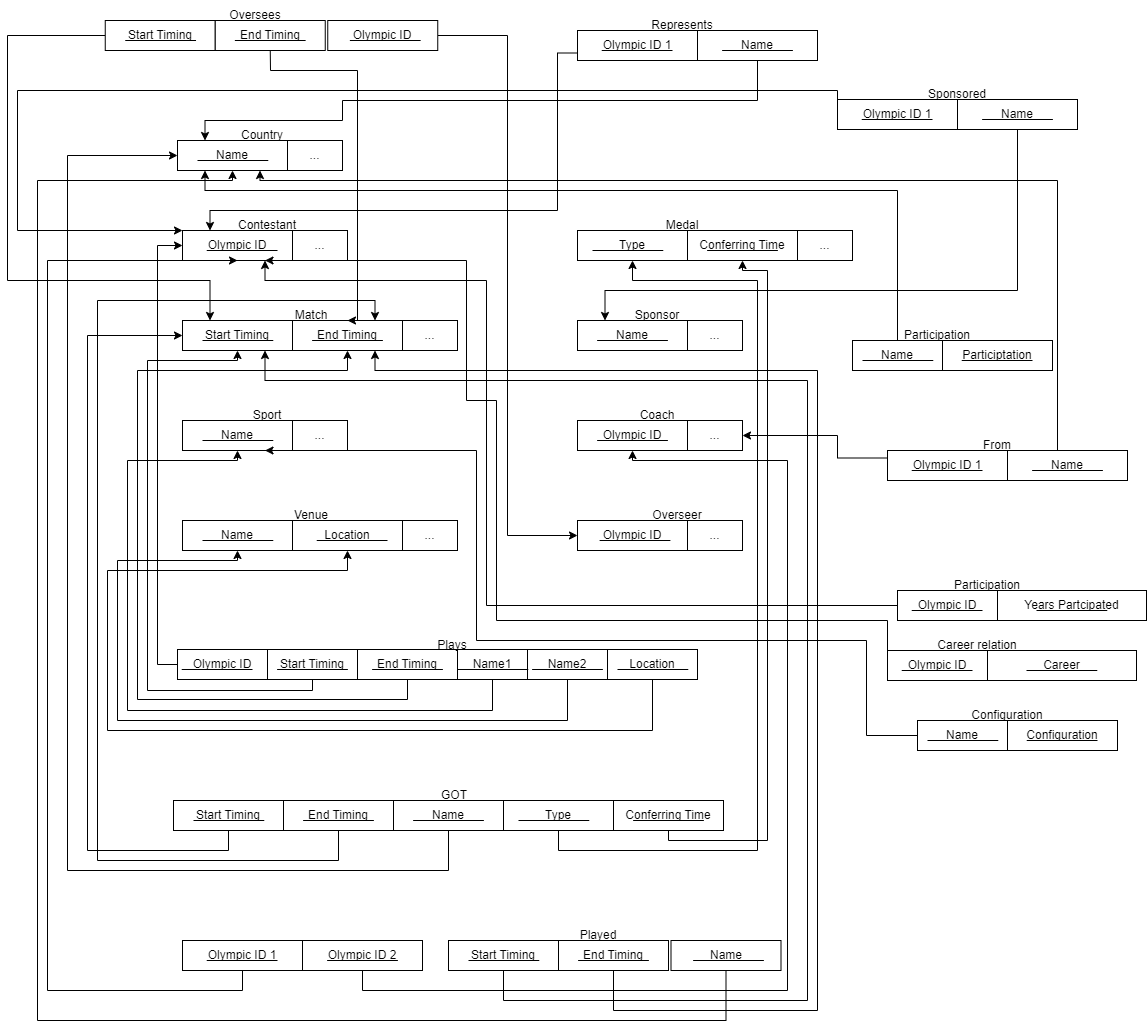 Oversees
Start Timing End Timing Olympic ID
Represents
Olympic ID 1 Name
Sponsored
Olympic ID 1 Name
Country
Name ...
Contestant
Olympic ID ...
Medal
Type Conferring Time ...
Match
Start Timing End Timing ...
Sponsor
Name ...
Participation
Name Participtation
Sport
Name ...
Coach
Olympic ID ...
From
Olympic ID 1 Name
Venue
Name Location ...
Overseer
Olympic ID ...
Participation
Olympic ID Years Partcipated
Plays
Olympic ID Start Timing End Timing Name1 Name2 Location
Career relation
Olympic ID Career
Configuration
Name Configuration
GOT
Start Timing End Timing Name Type Conferring Time
Olympic ID 1 Olympic ID 2
Played
Start Timing End Timing Name